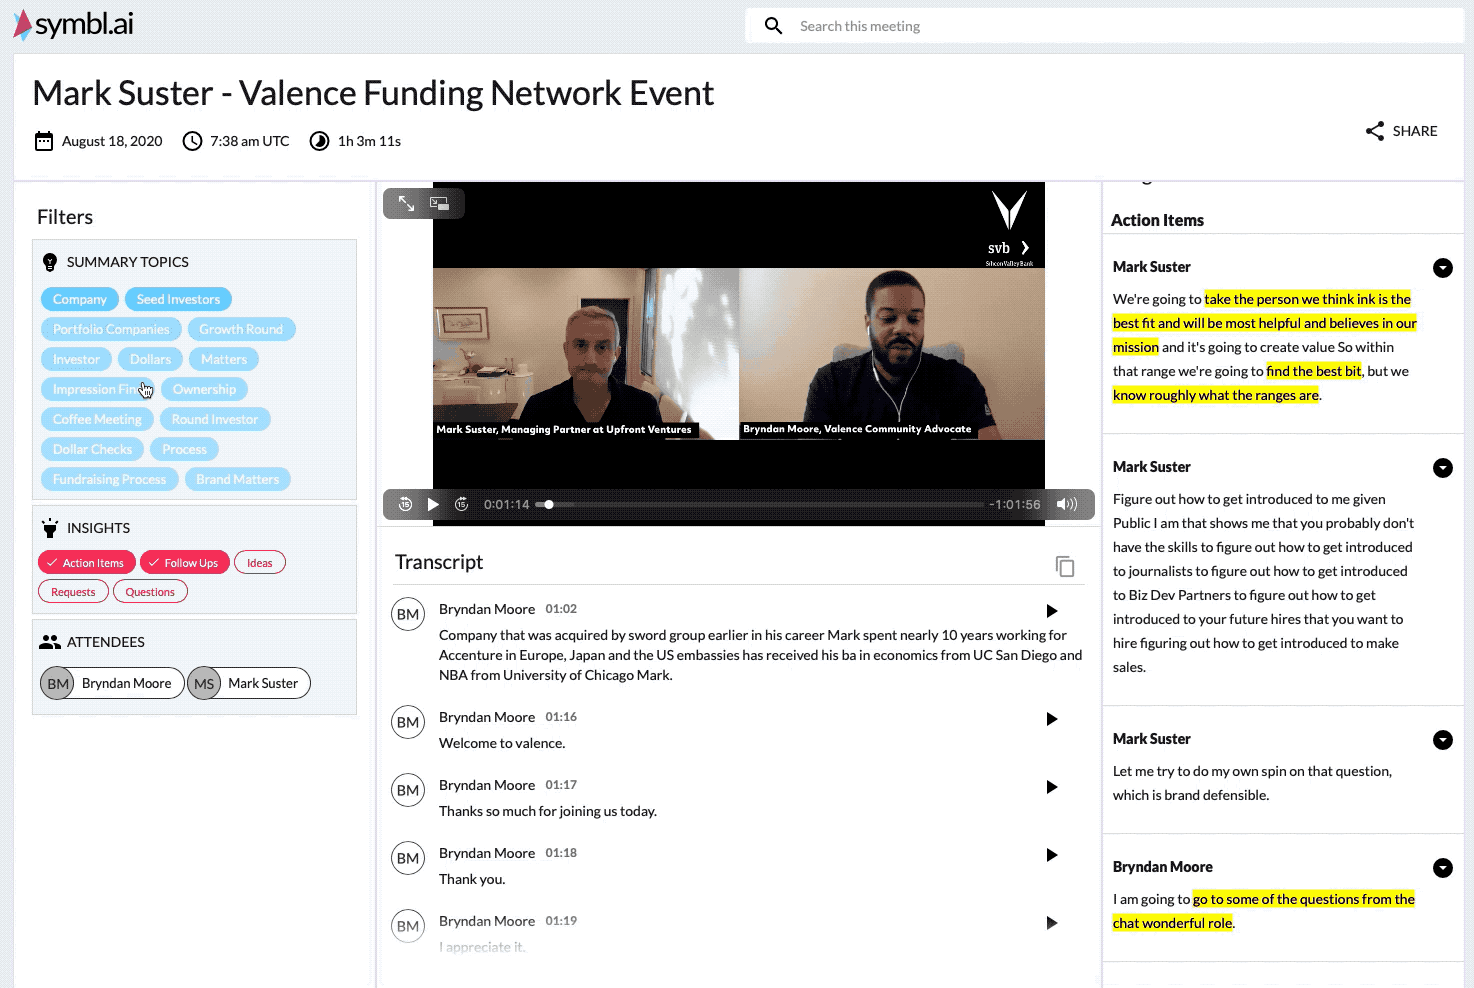 symbl.ai
Search this meeting
Mark Suster - Valence Funding Network Event
August 18, 2020
7:38 am UTC
1h 3m 11s
SHARE
Filters
SUMMARY TOPICS
Company
Seed Investors
Portfolio Companies
Growth Round
Investor
Dollars
Matters
Impression
Ownership
Coffee Meeting
Round Investor
Dollar Checks
Process
Fundraising Process
Brand Matters
INSIGHTS
Action Items
Follow Ups
Ideas
Requests
Questions
ATTENDEES
BM
Bryndan Moore
MS
Mark Suster
svb
Silicon Valley Bank
Mark Suster, Managing Partner at Upfront Ventures
Bryndan Moore, Valence Community Advocate
15
15
0:01:14
-1:01:56
Transcript
BM
Bryndan Moore 01:02
Company that was acquired by sword group earlier in his career Mark spent nearly 10 years working for
Accenture in Europe, Japan and the US embassies has received his ba in economics from UC San Diego and
NBA from University of Chicago Mark.
BM
Bryndan Moore 01:16
Welcome to valence.
BM
Bryndan Moore 01:17
Thanks so much for joining us today.
BM
Bryndan Moore 01:18
Thank you.
BM
Bryndan Moore 01:19
I appreciate it.
Action Items
Mark Suster
We're going to take the person we think ink is the
best fit and will be most helpful and believes in our
mission and it's going to create value So within
that range we're going to find the best bit, but we
know roughly what the ranges are.
Mark Suster
Figure out how to get introduced to me given
Public I am that shows me that you probably don't
have the skills to figure out how to get introduced
to journalists to figure out how to get introduced
to Biz Dev Partners to figure out how to get
introduced to your future hires that you want to
hire figuring out how to get introduced to make
sales.
Mark Suster
Let me try to do my own spin on that question,
which is brand defensible.
Bryndan Moore
I am going to go to some of the questions from the
chat wonderful role.